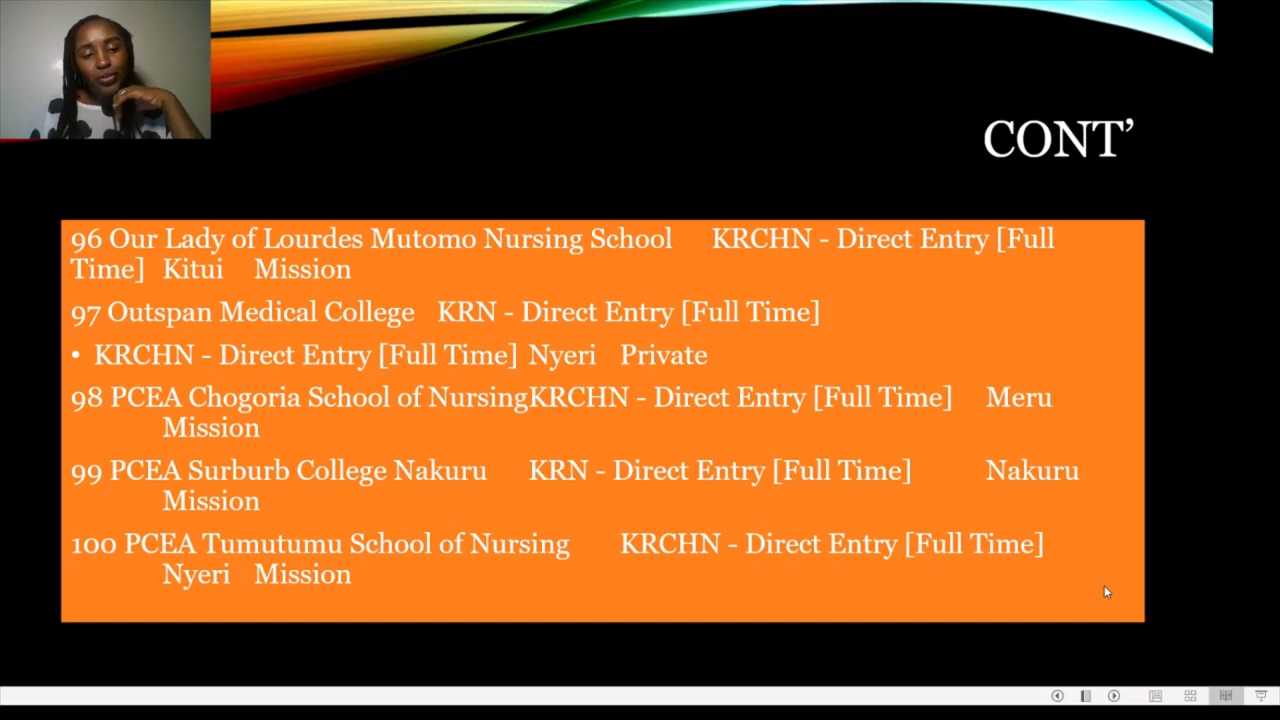 CONT’
96 Our Lady of Lourdes Mutomo Nursing School KRCHN - Direct Entry [Full
Time] Kitui Mission
97 Outspan Medical College KRN - Direct Entry [Full Time]
• KRCHN - Direct Entry [Full Time] Nyeri Private
98 PCEA Chogoria School of NursingKRCHN - Direct Entry [Full Time] Meru
Mission
99 PCEA Surburb College Nakuru KRN - Direct Entry [Full Time] Nakuru
Mission
100 PCEA Tumutumu School of Nursing KRCHN - Direct Entry [Full Time]
Nyeri Mission